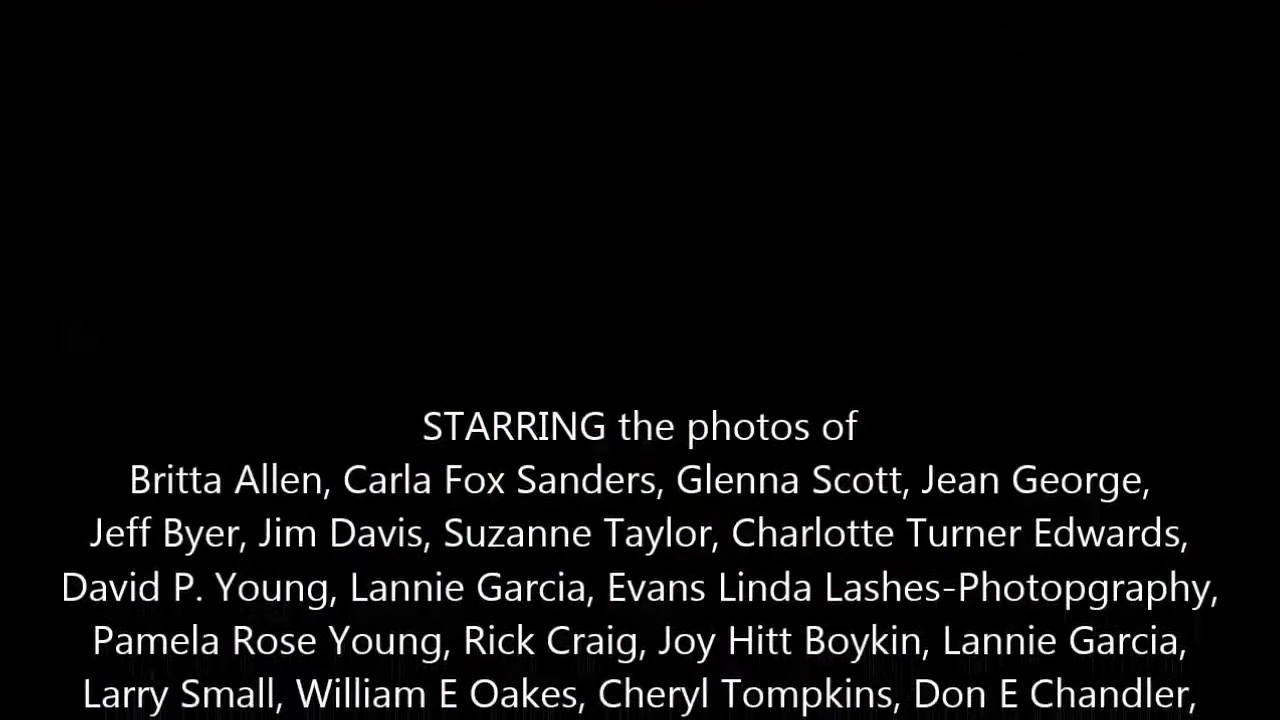 STARRING the photos of
Britta Allen, Carla Fox Sanders, Glenna Scott, Jean George,
Jeff Byer, Jim Davis, Suzanne Taylor, Charlotte Turner Edwards,
David P. Young, Lannie Garcia, Evans Linda Lashes-Photopgraphy,
Pamela Rose Young, Rick Craig, Joy Hitt Boykin, Lannie Garcia,
Larry Small, William E Oakes, Cheryl Tompkins, Don E Chandler,